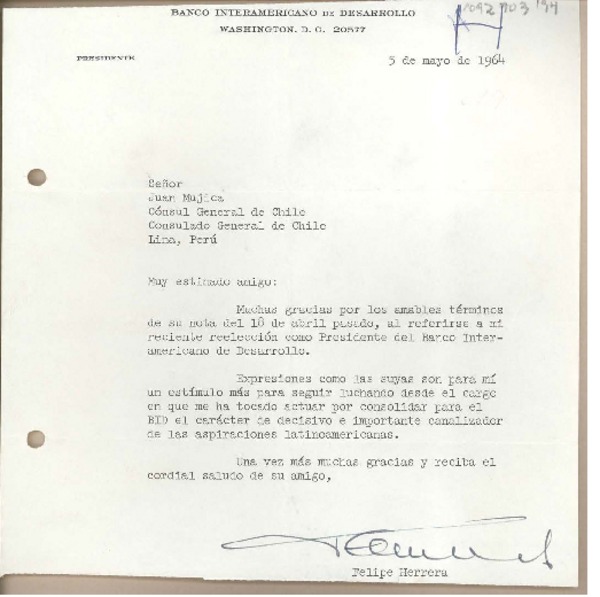 BANCO INTERAMERICANO DE DESARROLLO
WASHINGTON, D. C. 20577
PRESIDENTE
5 de mayo de 1964
Señor
Juan Mujica
Cónsul General de Chile
Consulado General de Chile
Lima, Perú
Muy estimado amigo:
Muchas gracias por los amables términos
de su nota del 18 de abril pasado, al referirse a mi
reciente reelección como Presidente del Banco Inter-
americano de Desarrollo.
Expresiones como las suyas son para mí
un estímulo más para seguir luchando desde el cargo
en que me ha tocado actuar por consolidar para el
BID el carácter de decisivo e importante canalizador
de las aspiraciones latinoamericanas.
Una vez más muchas gracias y reciba el
cordial saludo de su amigo,
Felipe Herrera